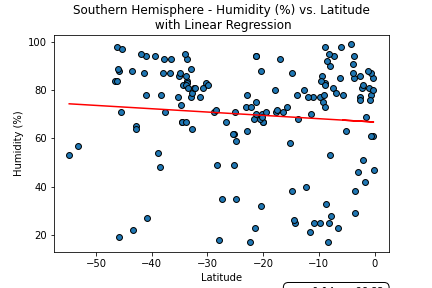 Southern Hemisphere - Humidity (%) vs. Latitude
with Linear Regression
Humidity (%)
100
80
60
40
20
−50
−40
−30
−20
−10
0
Latitude